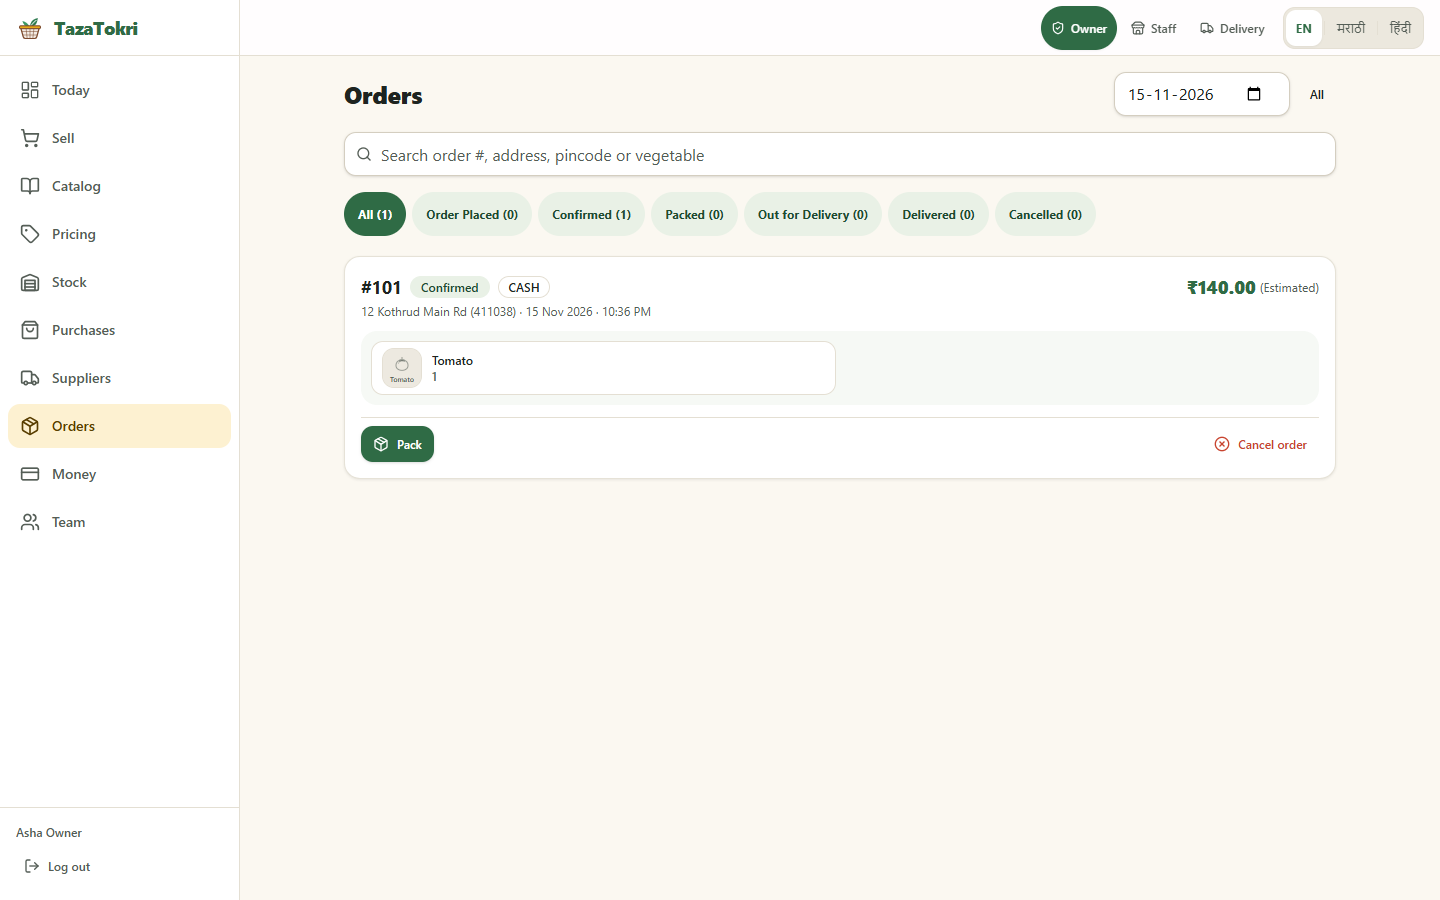 TazaTokri
Owner
Staff
Delivery
EN
मराठी
हिंदी
Today
Sell
Catalog
Pricing
Stock
Purchases
Suppliers
Orders
Money
Team
Asha Owner
Log out
Orders
15-11-2026
All
Search order #, address, pincode or vegetable
All (1)
Order Placed (0)
Confirmed (1)
Packed (0)
Out for Delivery (0)
Delivered (0)
Cancelled (0)
#101 Confirmed CASH
₹140.00 (Estimated)
12 Kothrud Main Rd (411038) · 15 Nov 2026 · 10:36 PM
Tomato
Tomato
1
Pack
Cancel order